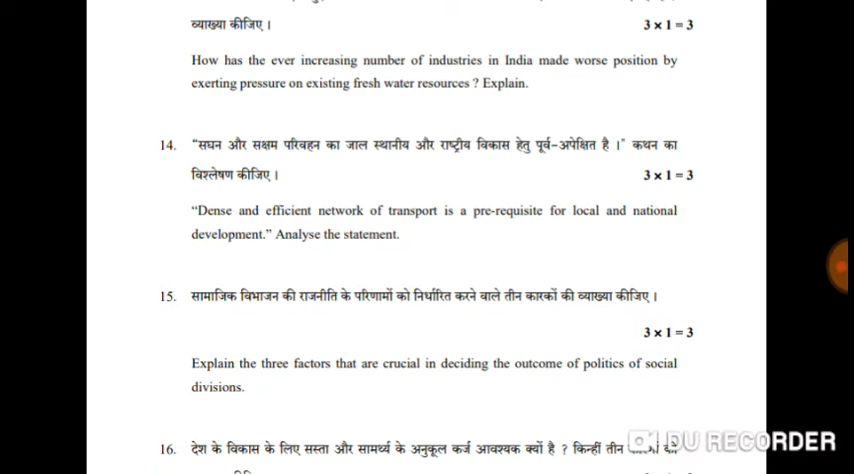 व्याख्या कीजिए ।
3 × 1 = 3
How has the ever increasing number of industries in India made worse position by
exerting pressure on existing fresh water resources ? Explain.
14. "सघन और सक्षम परिवहन का जाल स्थानीय और राष्ट्रीय विकास हेतु पूर्व-अपेक्षित है ।" कथन का
विश्लेषण कीजिए ।
3 × 1 = 3
"Dense and efficient network of transport is a pre-requisite for local and national
development." Analyse the statement.
15. सामाजिक विभाजन की राजनीति के परिणामों को निर्धारित करने वाले तीन कारकों की व्याख्या कीजिए ।
3 × 1 = 3
Explain the three factors that are crucial in deciding the outcome of politics of social
divisions.
16. देश के विकास के लिए सस्ता और सामर्थ्य के अनुकूल कर्ज आवश्यक क्यों है ? किन्हीं तीन
DU RECORDER